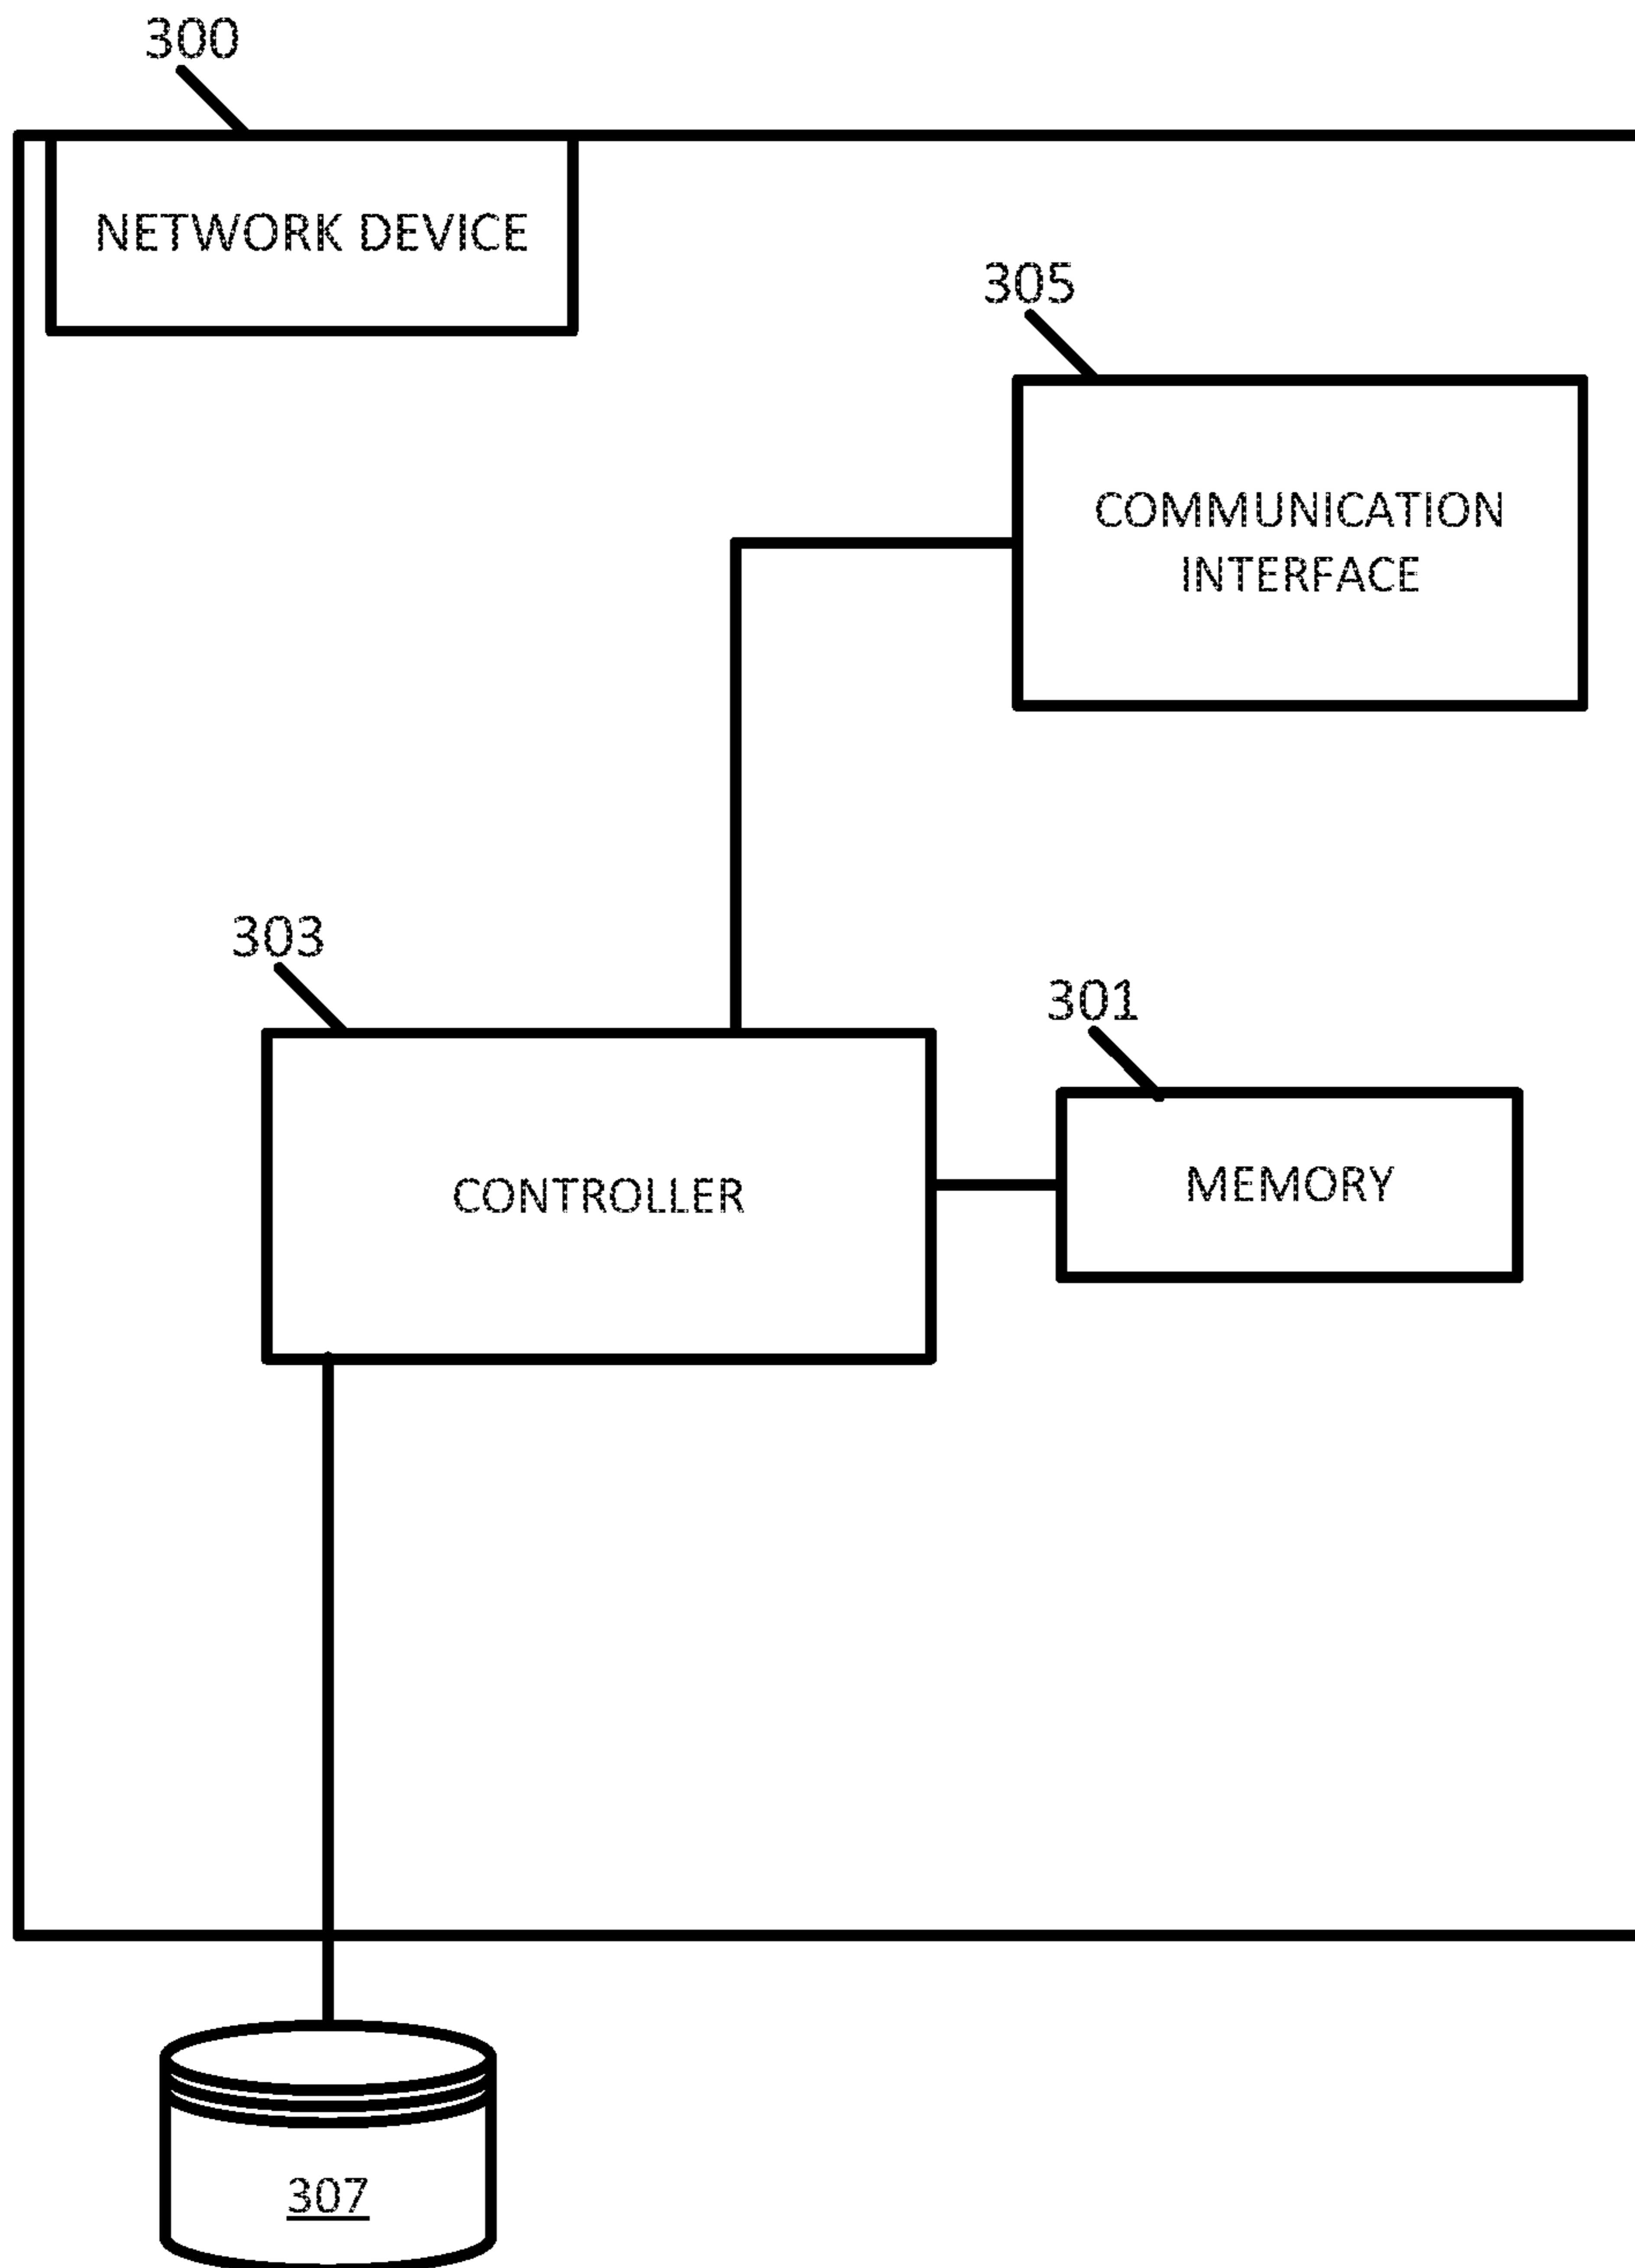 300
NETWORK DEVICE
305
COMMUNICATION
INTERFACE
303
301
CONTROLLER
MEMORY
307